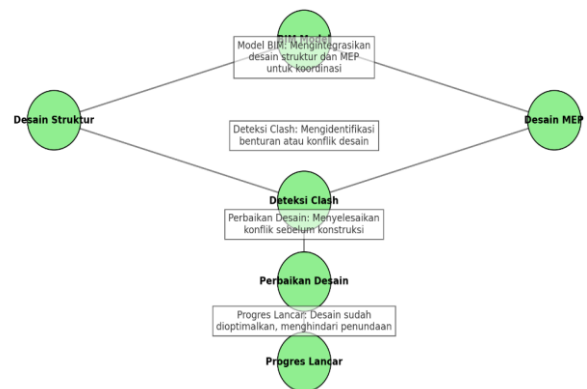 BIM Model
Model BIM: Mengintegrasikan
desain struktur dan MEP
untuk koordinasi
Desain Struktur
Deteksi Clash: Mengidentifikasi
benturan atau konflik desain
Desain MEP
Deteksi Clash
Perbaikan Desain: Menyelesaikan
konflik sebelum konstruksi
Perbaikan Desain
Progres Lancar: Desain sudah
dioptimalkan, menghindari penundaan
Progres Lancar